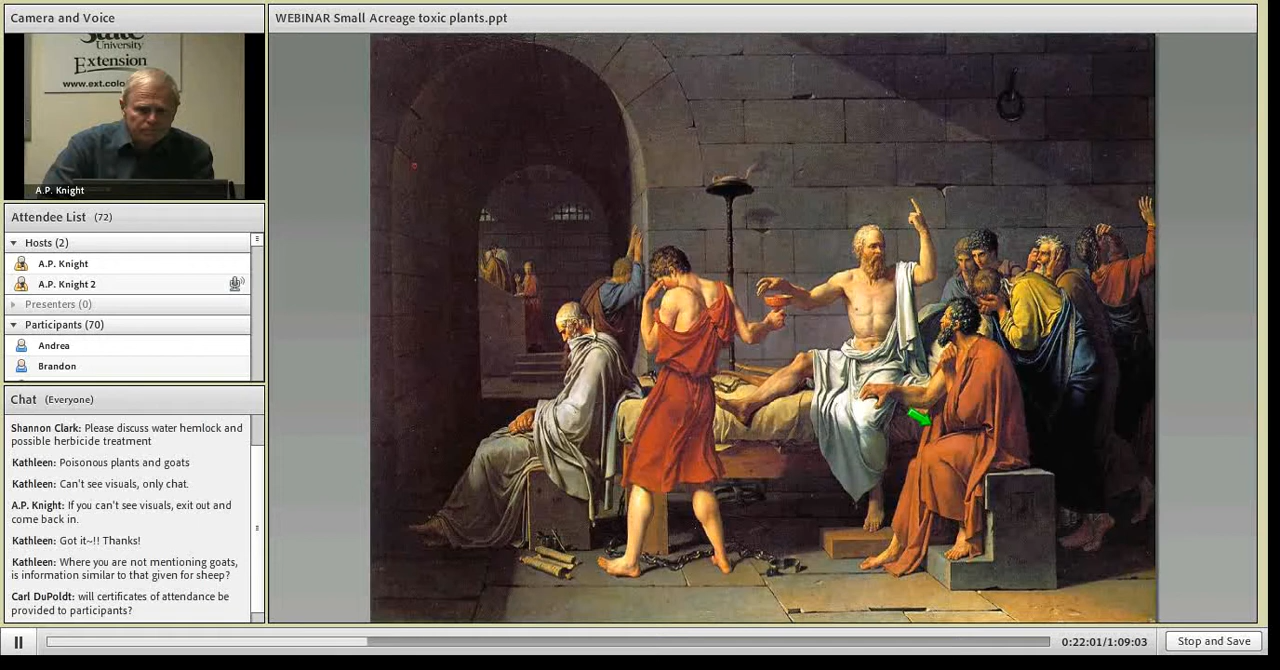 Camera and Voice
State
University
Extension
www.ext.colo
A.P. Knight
Attendee List (72)
Hosts (2)
A.P. Knight
A.P. Knight 2
Presenters (0)
Participants (70)
Andrea
Brandon
Chat (Everyone)
Shannon Clark: Please discuss water hemlock and
possible herbicide treatment
Kathleen: Poisonous plants and goats
Kathleen: Can't see visuals, only chat.
A.P. Knight: If you can't see visuals, exit out and
come back in.
Kathleen: Got it~!! Thanks!
Kathleen: Where you are not mentioning goats,
is information similar to that given for sheep?
Carl DuPoldt: will certificates of attendance be
provided to participants?
WEBINAR Small Acreage toxic plants.ppt
0:22:01/1:09:03
Stop and Save